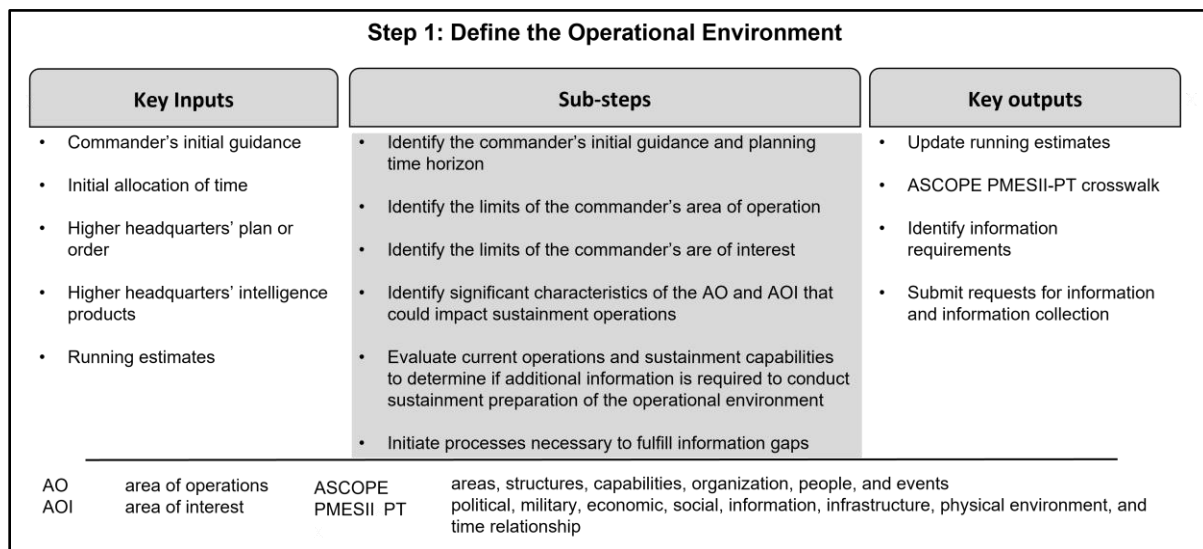 Step 1: Define the Operational Environment
Key Inputs
• Commander’s initial guidance
• Initial allocation of time
• Higher headquarters’ plan or
order
• Higher headquarters’ intelligence
products
• Running estimates
Sub-steps
• Identify the commander’s initial guidance and planning
time horizon
• Identify the limits of the commander’s area of operation
• Identify the limits of the commander’s are of interest
• Identify significant characteristics of the AO and AOI that
could impact sustainment operations
• Evaluate current operations and sustainment capabilities
to determine if additional information is required to conduct
sustainment preparation of the operational environment
• Initiate processes necessary to fulfill information gaps
Key outputs
• Update running estimates
• ASCOPE PMESII-PT crosswalk
• Identify information
requirements
• Submit requests for information
and information collection
AO area of operations
AOI area of interest
ASCOPE areas, structures, capabilities, organization, people, and events
PMESII PT political, military, economic, social, information, infrastructure, physical environment, and
time relationship